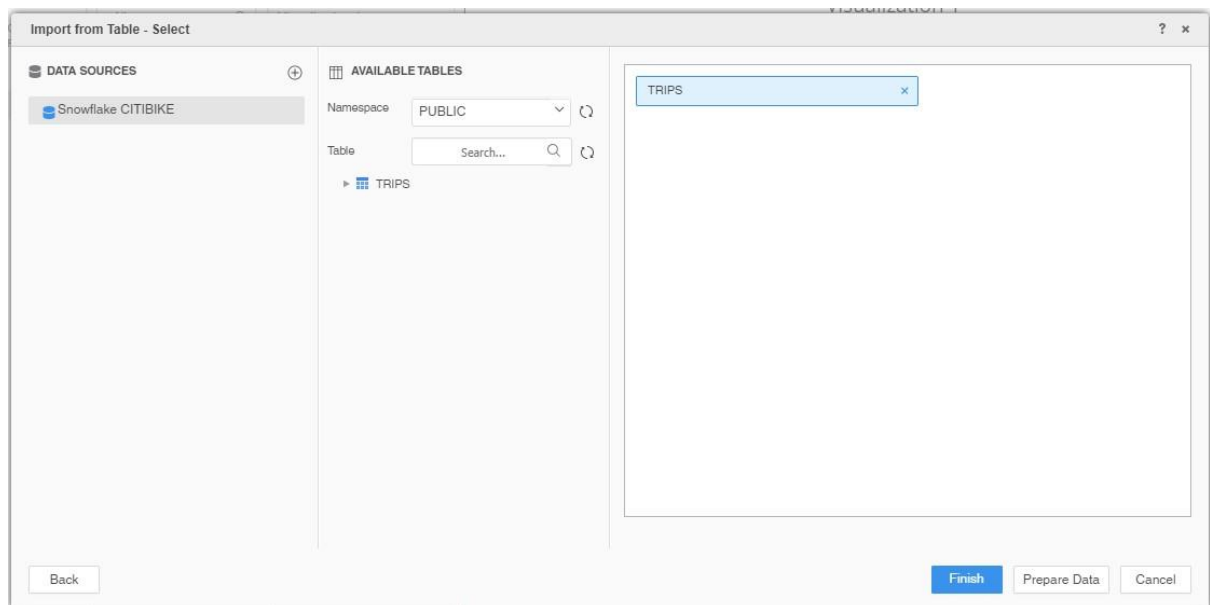 Import from Table - Select
? ×
DATA SOURCES
Snowflake CITIBIKE
AVAILABLE TABLES
Namespace
PUBLIC
Table
Search...
TRIPS
TRIPS ×
Back
Finish
Prepare Data
Cancel